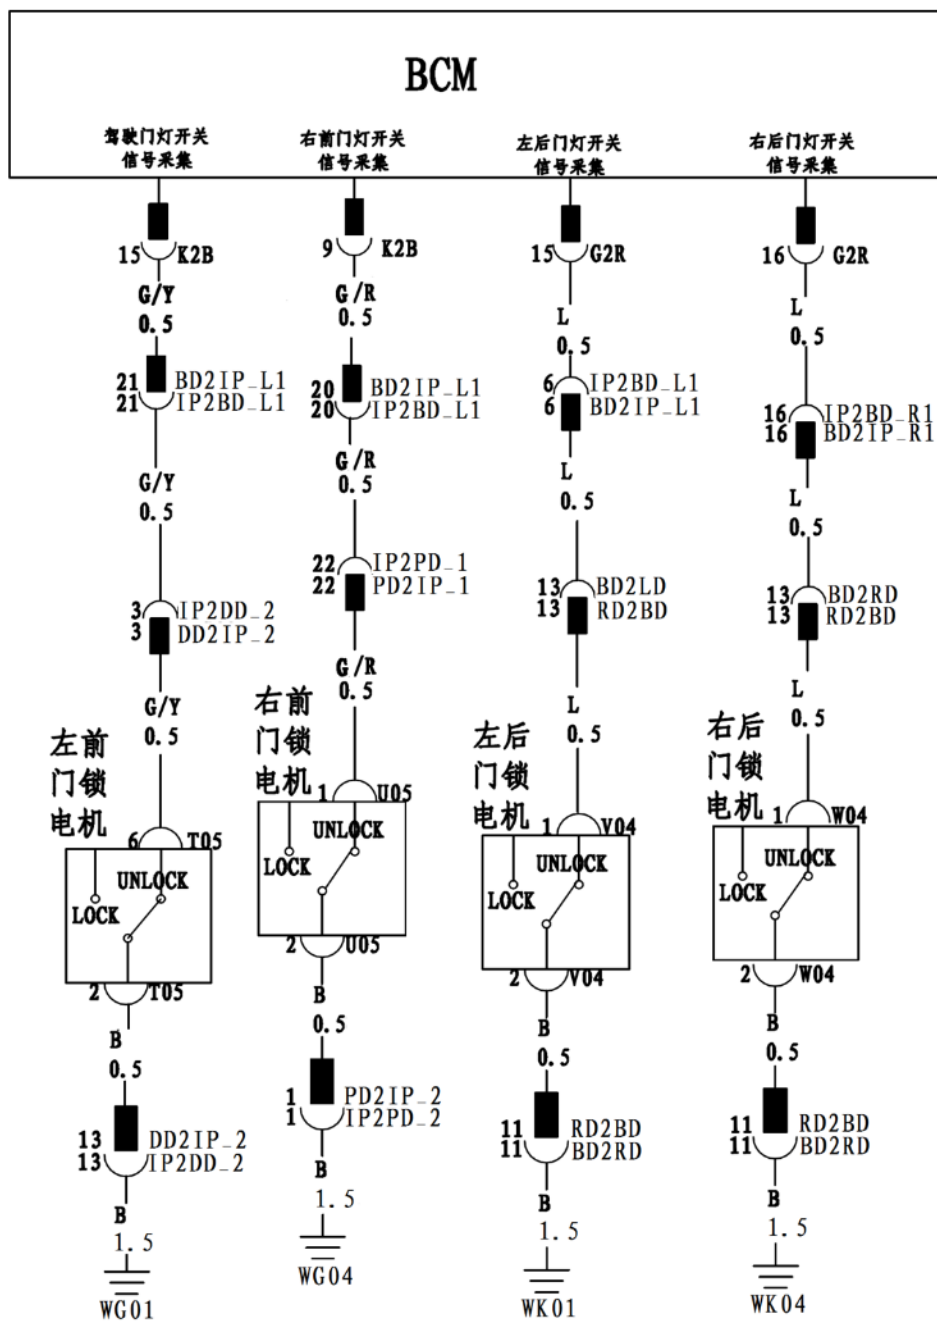 BCM
驾驶门灯开关
信号采集
右前门灯开关
信号采集
左后门灯开关
信号采集
右后门灯开关
信号采集
15 K2B
G/Y
0.5
21 BD2IP_L1
21 IP2BD_L1
G/Y
0.5
3 IP2DD_2
3 DD2IP_2
G/Y
0.5
左前
门锁
电机
6 T05
UNLOCK
LOCK
2 T05
B
0.5
13 DD2IP_2
13 IP2DD_2
B
1.5
WG01
9 K2B
G/R
0.5
20 BD2IP_L1
20 IP2BD_L1
G/R
0.5
22 IP2PD_1
22 PD2IP_1
G/R
0.5
右前
门锁
电机
1 U05
UNLOCK
LOCK
2 U05
B
0.5
1 PD2IP_2
1 IP2PD_2
B
1.5
WG04
15 G2R
L
0.5
6 IP2BD_L1
6 BD2IP_L1
L
0.5
13 BD2LD
13 RD2BD
L
0.5
左后
门锁
电机
1 V04
UNLOCK
LOCK
2 V04
B
0.5
11 RD2BD
11 BD2RD
B
1.5
WK01
16 G2R
L
0.5
16 IP2BD_R1
16 BD2IP_R1
L
0.5
13 BD2RD
13 RD2BD
L
0.5
右后
门锁
电机
1 W04
UNLOCK
LOCK
2 W04
B
0.5
11 RD2BD
11 BD2RD
B
1.5
WK04